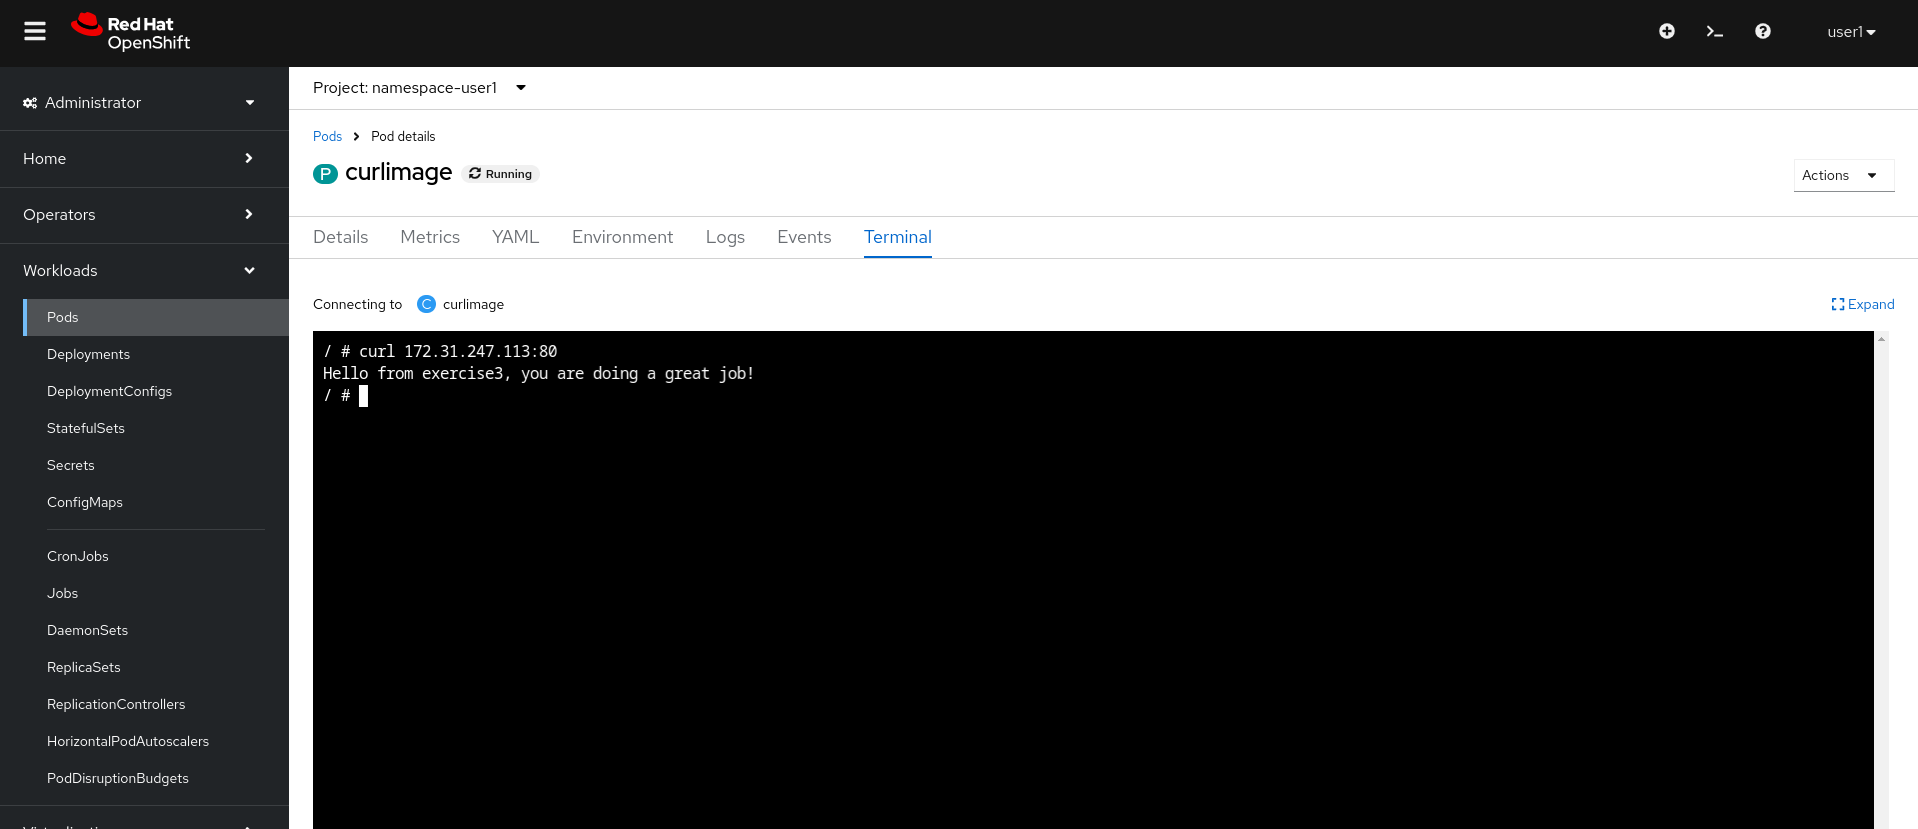 Red Hat
OpenShift
user1
Administrator
Home
Operators
Workloads
Pods
Deployments
DeploymentConfigs
StatefulSets
Secrets
ConfigMaps
CronJobs
Jobs
DaemonSets
ReplicaSets
ReplicationControllers
HorizontalPodAutoscalers
PodDisruptionBudgets
Project: namespace-user1
Pods Pod details
P curlimage Running
Actions
Details Metrics YAML Environment Logs Events Terminal
Connecting to C curlimage
Expand
/ # curl 172.31.247.113:80
Hello from exercise3, you are doing a great job!
/ #